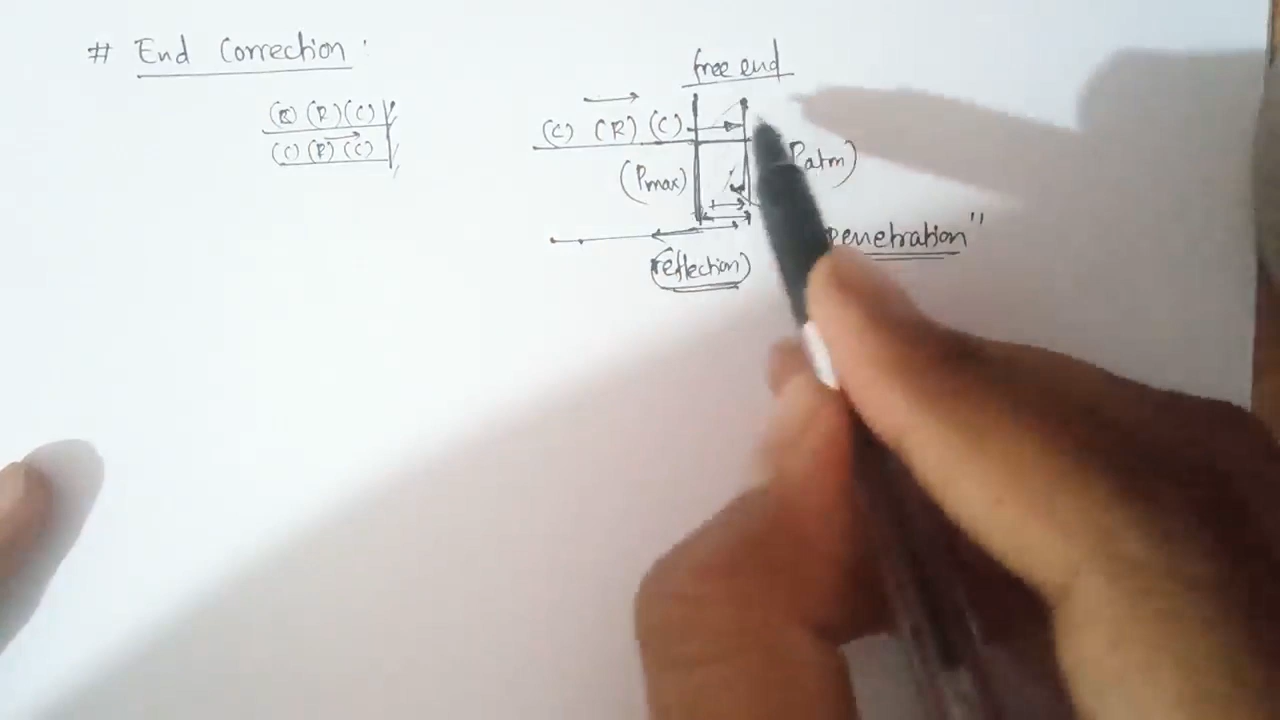 # End Correction :
free end
(R) (C)
(C) (R) (C)
(C) (R) (C)
(Pmax)
Patm)
penetration"
(reflection)